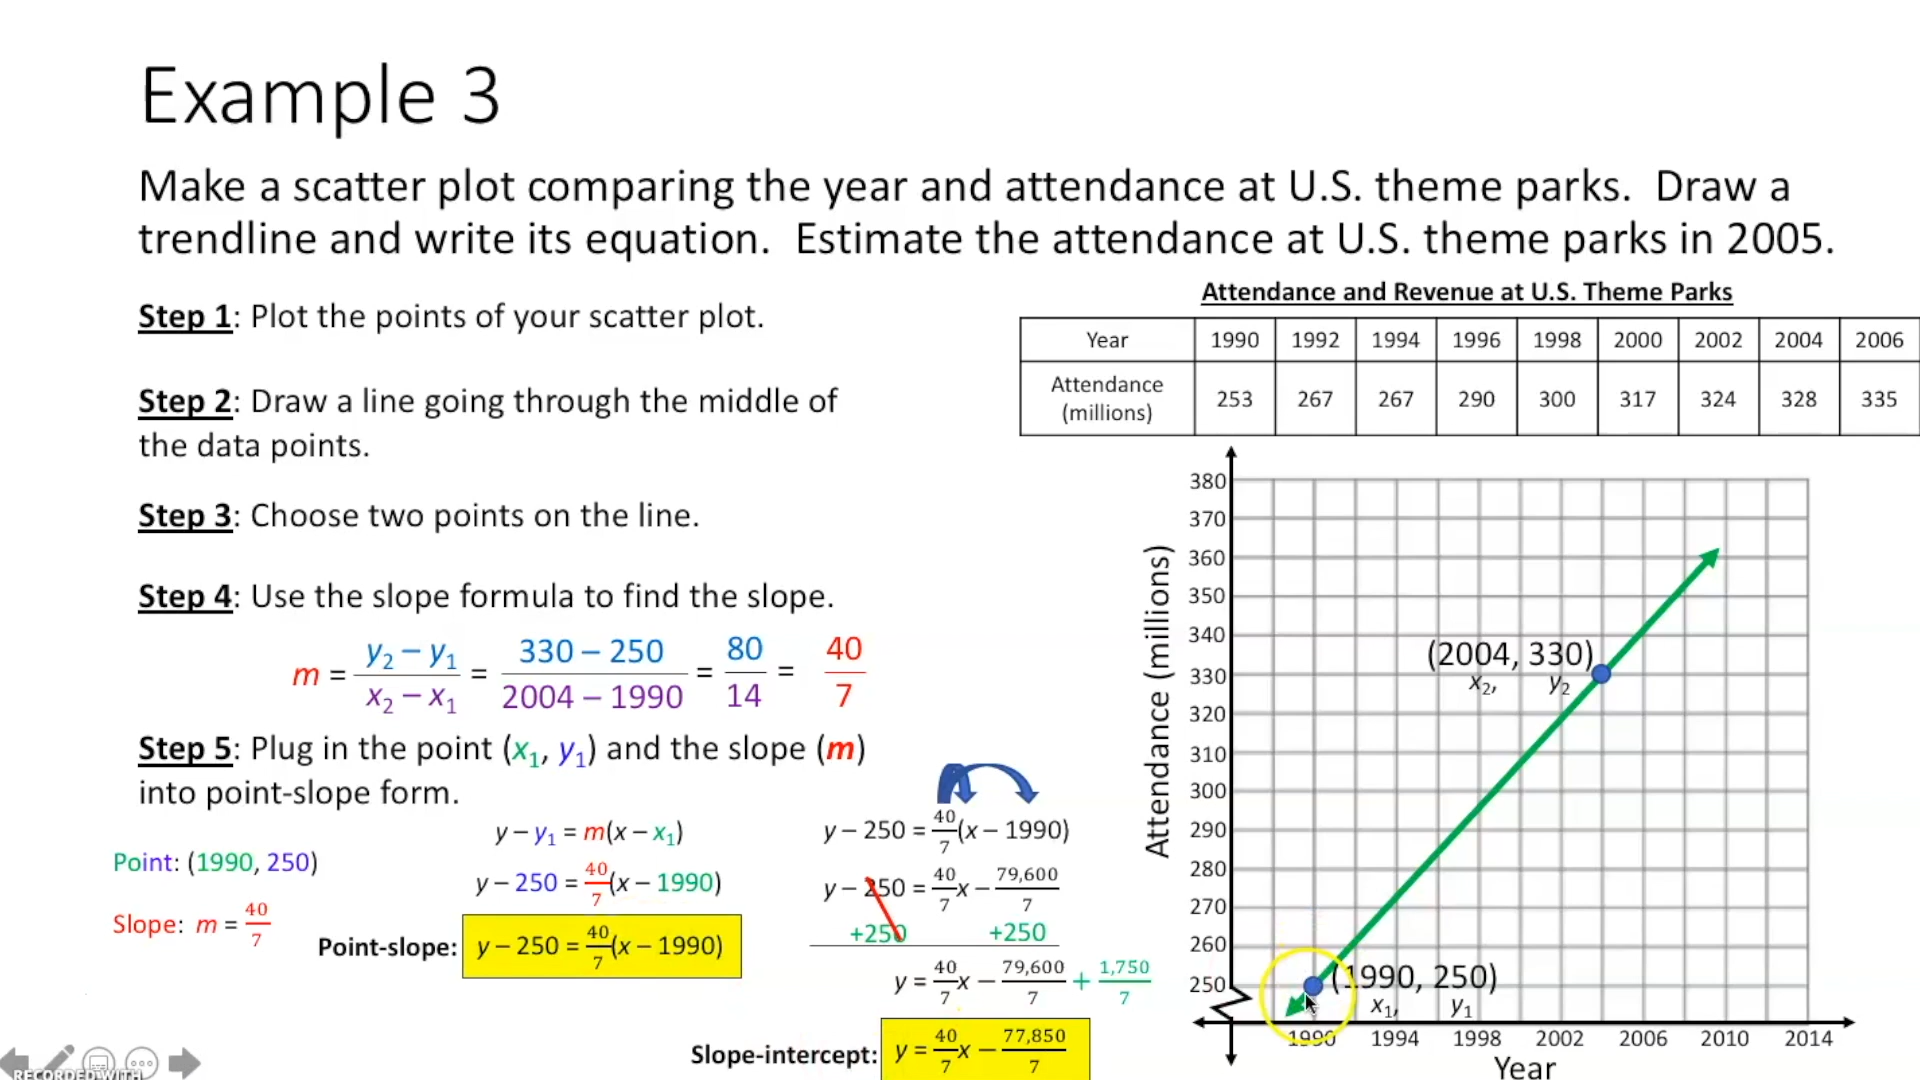 Example 3
Make a scatter plot comparing the year and attendance at U.S. theme parks. Draw a
trendline and write its equation. Estimate the attendance at U.S. theme parks in 2005.
Step 1: Plot the points of your scatter plot.
Step 2: Draw a line going through the middle of
the data points.
Step 3: Choose two points on the line.
Step 4: Use the slope formula to find the slope.
m = (y₂ − y₁)/(x₂ − x₁) = (330 − 250)/(2004 − 1990) = 80/14 = 40/7
Step 5: Plug in the point (x₁, y₁) and the slope (m)
into point-slope form.
Point: (1990, 250)
Slope: m = 40/7
y − y₁ = m(x − x₁)
y − 250 = 40/7(x − 1990)
Point-slope: y − 250 = 40/7(x − 1990)
y − 250 = 40/7(x − 1990)
y − 250 = 40/7x − 79,600/7
+250 +250
y = 40/7x − 79,600/7 + 1,750/7
Slope-intercept: y = 40/7x − 77,850/7
Attendance and Revenue at U.S. Theme Parks
Year 1990 1992 1994 1996 1998 2000 2002 2004 2006
Attendance
(millions) 253 267 267 290 300 317 324 328 335
Attendance (millions)
380
370
360
350
340
330
320
310
300
290
280
270
260
250
(2004, 330)
x₂, y₂
(1990, 250)
x₁, y₁
1990 1994 1998 2002 2006 2010 2014
Year
RECORDED WITH